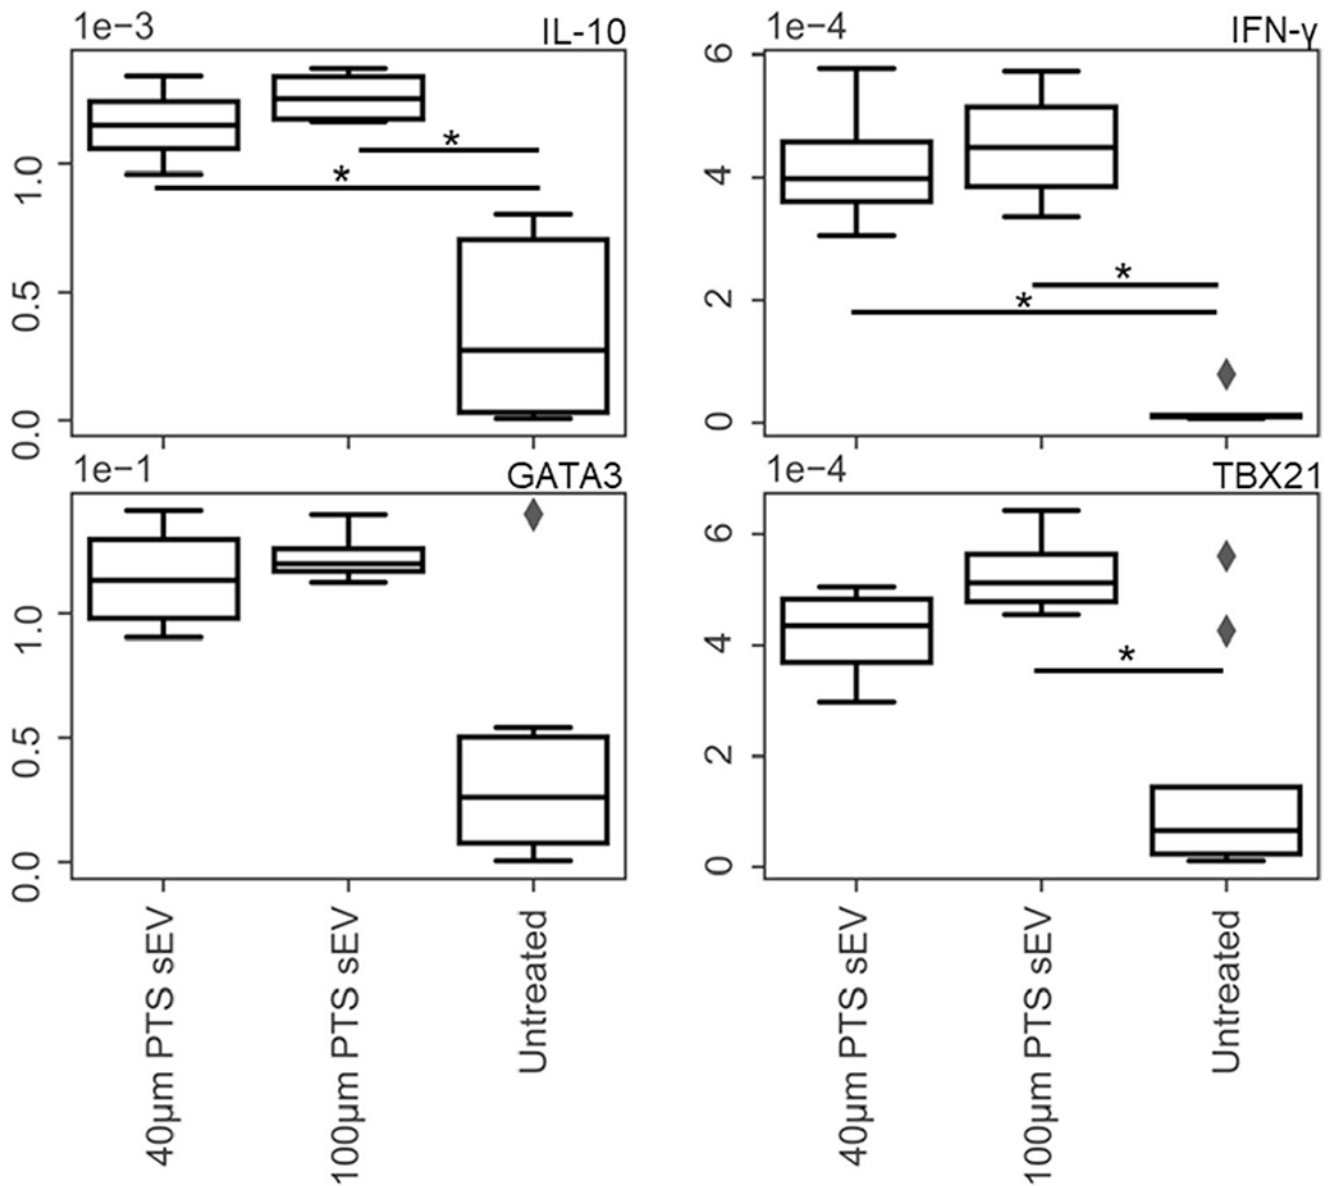 1e−3
IL-10
1.0
*
*
0.5
0.0
1e−4
IFN-γ
6
4
*
*
2
0
1e−1
GATA3
1.0
0.5
0.0
1e−4
TBX21
6
4
*
2
0
40μm PTS sEV
100μm PTS sEV
Untreated
40μm PTS sEV
100μm PTS sEV
Untreated